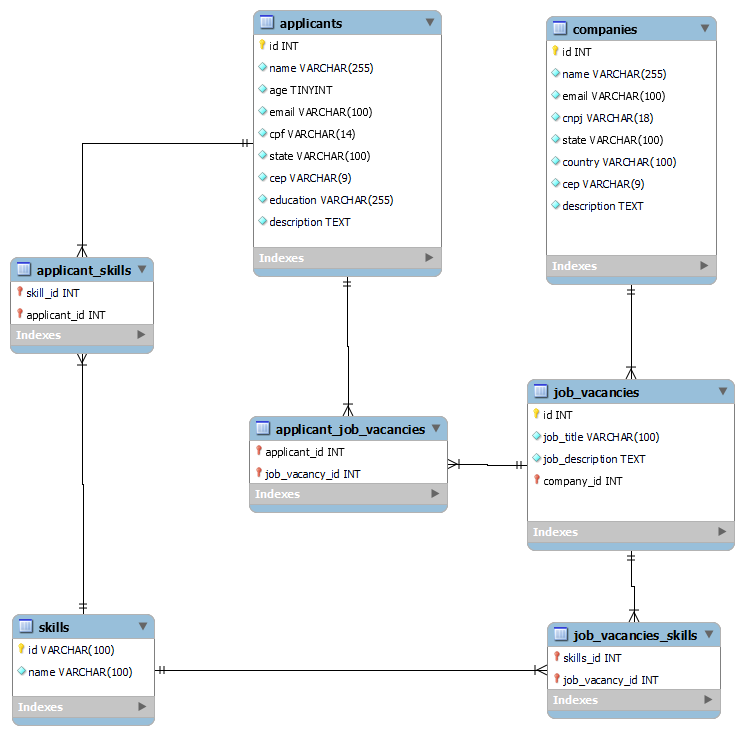 applicants
id INT
name VARCHAR(255)
age TINYINT
email VARCHAR(100)
cpf VARCHAR(14)
state VARCHAR(100)
cep VARCHAR(9)
education VARCHAR(255)
description TEXT
Indexes
companies
id INT
name VARCHAR(255)
email VARCHAR(100)
cnpj VARCHAR(18)
state VARCHAR(100)
country VARCHAR(100)
cep VARCHAR(9)
description TEXT
Indexes
applicant_skills
skill_id INT
applicant_id INT
Indexes
applicant_job_vacancies
applicant_id INT
job_vacancy_id INT
Indexes
job_vacancies
id INT
job_title VARCHAR(100)
job_description TEXT
company_id INT
Indexes
skills
id VARCHAR(100)
name VARCHAR(100)
Indexes
job_vacancies_skills
skills_id INT
job_vacancy_id INT
Indexes